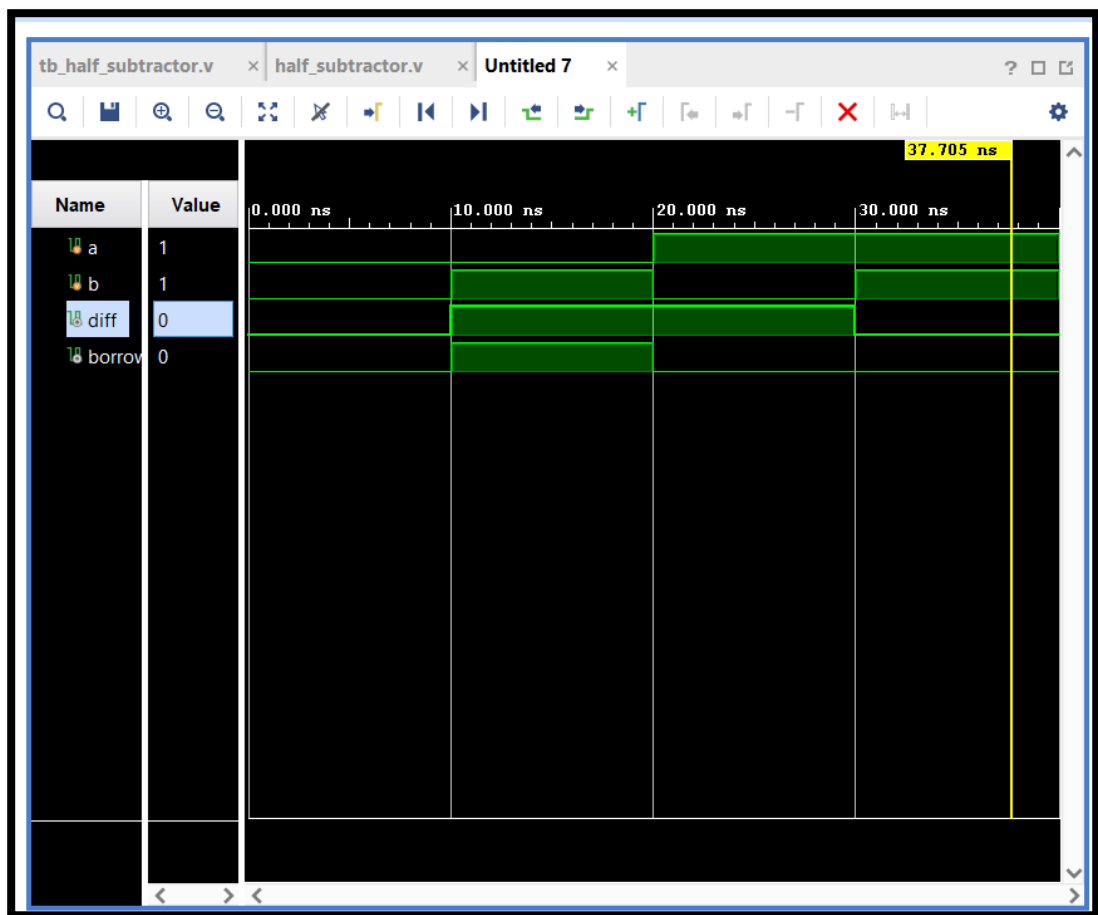 tb_half_subtractor.v × half_subtractor.v × Untitled 7 ×
37.705 ns
Name Value 0.000 ns 10.000 ns 20.000 ns 30.000 ns
a 1
b 1
diff 0
borrow 0